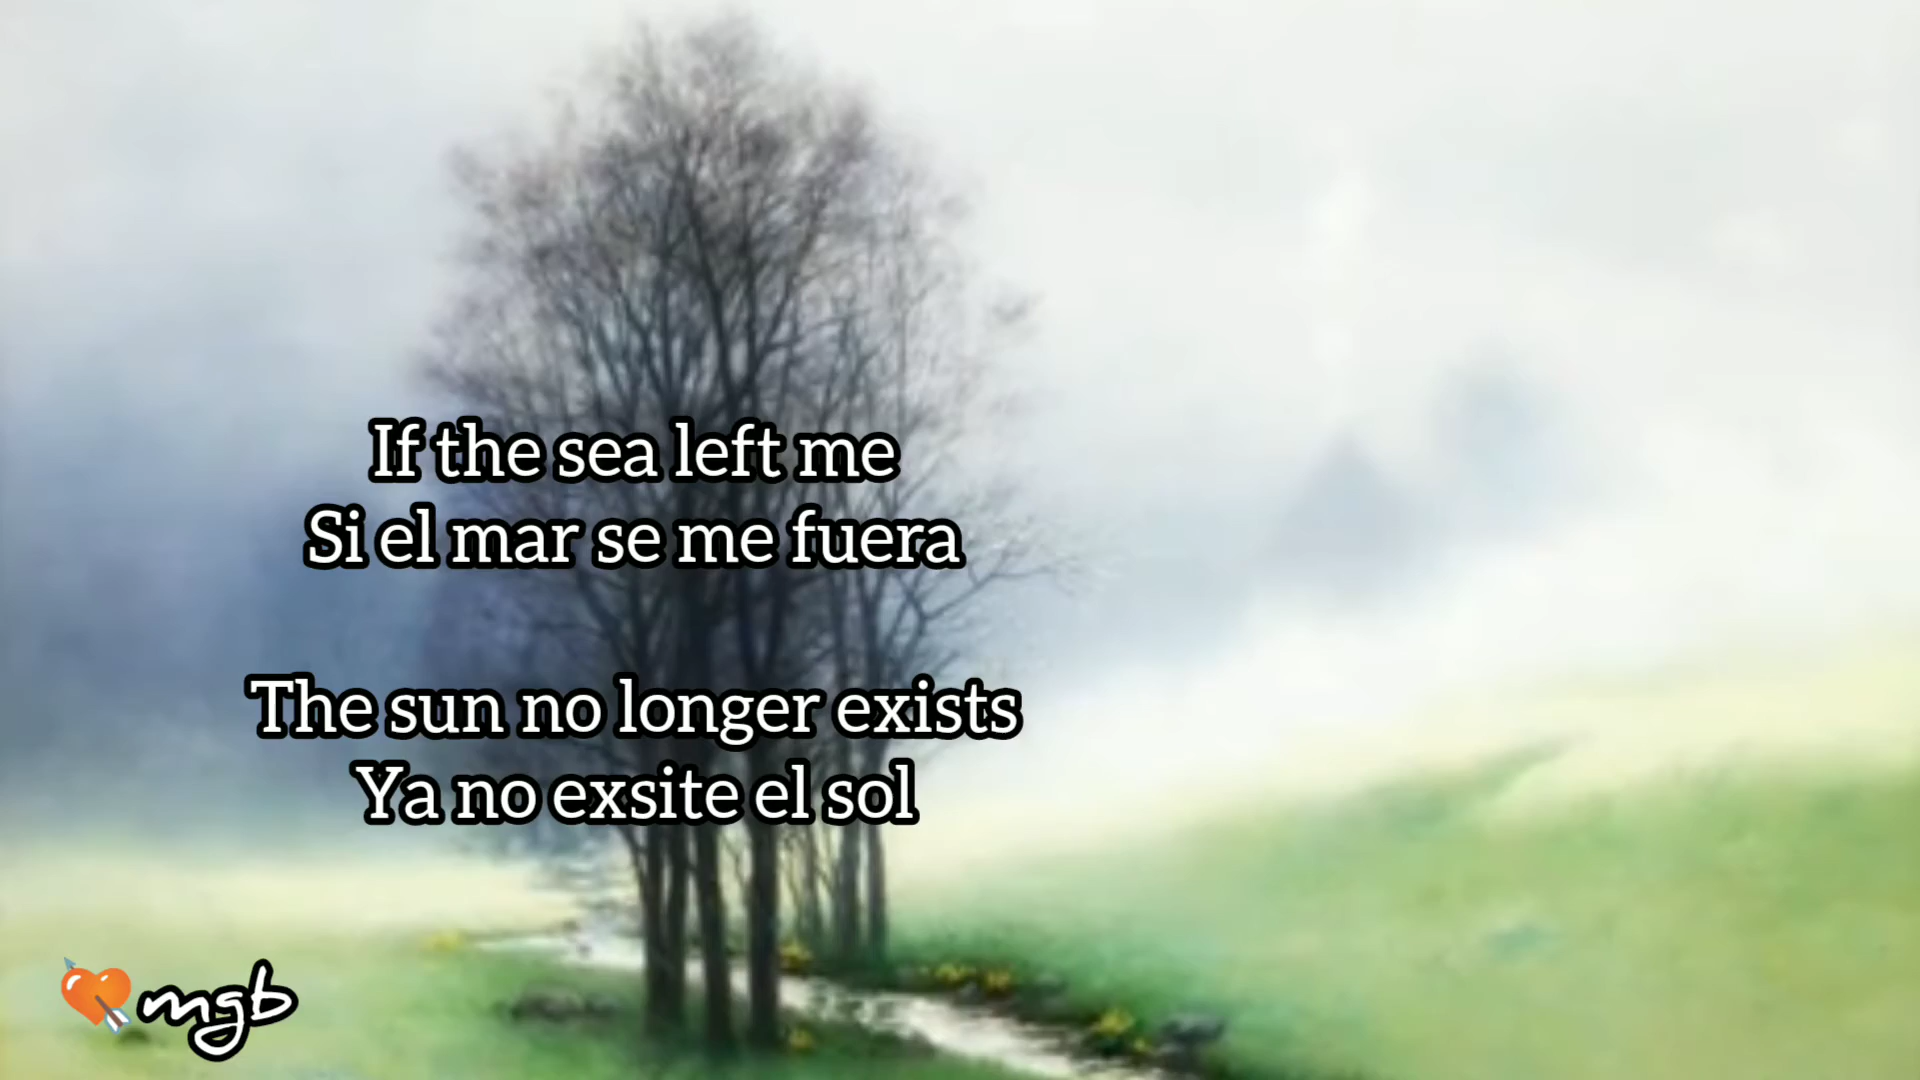 If the sea left me
Si el mar se me fuera
The sun no longer exists
Ya no exsite el sol
mgb